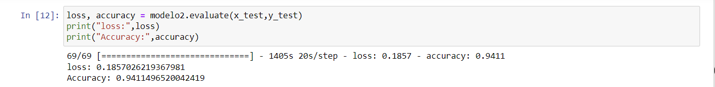 In [12]: loss, accuracy = modelo2.evaluate(x_test,y_test)
print("loss:",loss)
print("Accuracy:",accuracy)
69/69 [==============================] - 1405s 20s/step - loss: 0.1857 - accuracy: 0.9411
loss: 0.1857026219367981
Accuracy: 0.9411496520042419